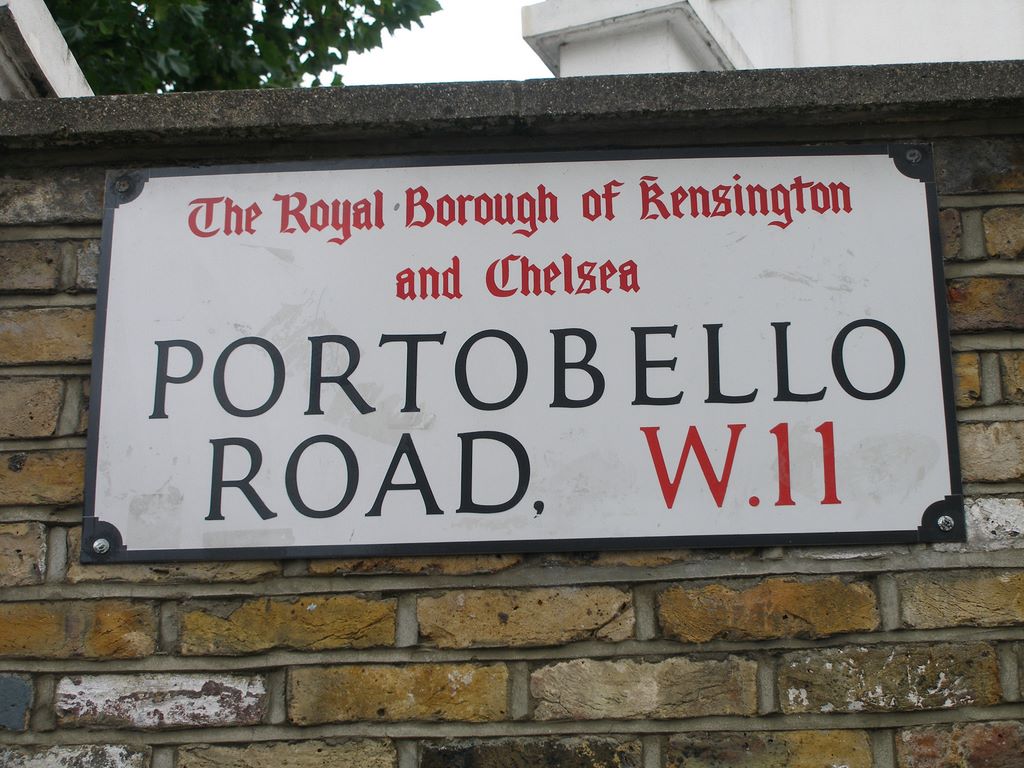 The Royal Borough of Kensington
and Chelsea
PORTOBELLO
ROAD, W.11